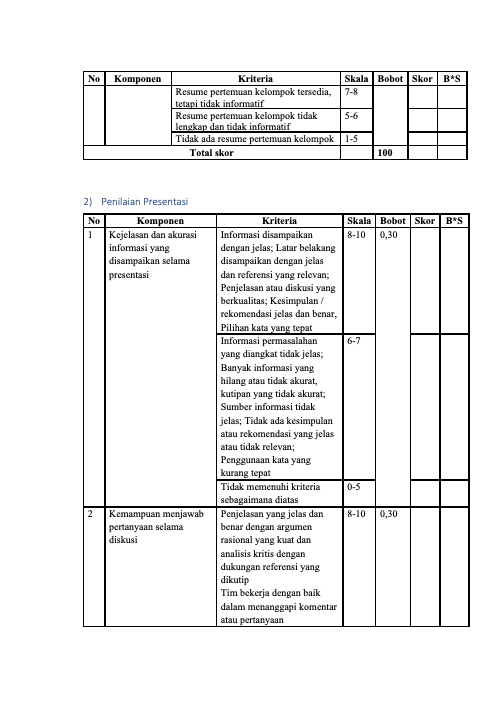 No Komponen Kriteria Skala Bobot Skor B*S
Resume pertemuan kelompok tersedia, 7-8
tetapi tidak informatif
Resume pertemuan kelompok tidak 5-6
lengkap dan tidak informatif
Tidak ada resume pertemuan kelompok 1-5
Total skor 100
2) Penilaian Presentasi
No Komponen Kriteria Skala Bobot Skor B*S
1 Kejelasan dan akurasi Informasi disampaikan 8-10 0,30
informasi yang dengan jelas; Latar belakang
disampaikan selama disampaikan dengan jelas
presentasi dan referensi yang relevan;
Penjelasan atau diskusi yang
berkualitas; Kesimpulan /
rekomendasi jelas dan benar,
Pilihan kata yang tepat
Informasi permasalahan 6-7
yang diangkat tidak jelas;
Banyak informasi yang
hilang atau tidak akurat,
kutipan yang tidak akurat;
Sumber informasi tidak
jelas; Tidak ada kesimpulan
atau rekomendasi yang jelas
atau tidak relevan;
Penggunaan kata yang
kurang tepat
Tidak memenuhi kriteria 0-5
sebagaimana diatas
2 Kemampuan menjawab Penjelasan yang jelas dan 8-10 0,30
pertanyaan selama benar dengan argumen
diskusi rasional yang kuat dan
analisis kritis dengan
dukungan referensi yang
dikutip
Tim bekerja dengan baik
dalam menanggapi komentar
atau pertanyaan